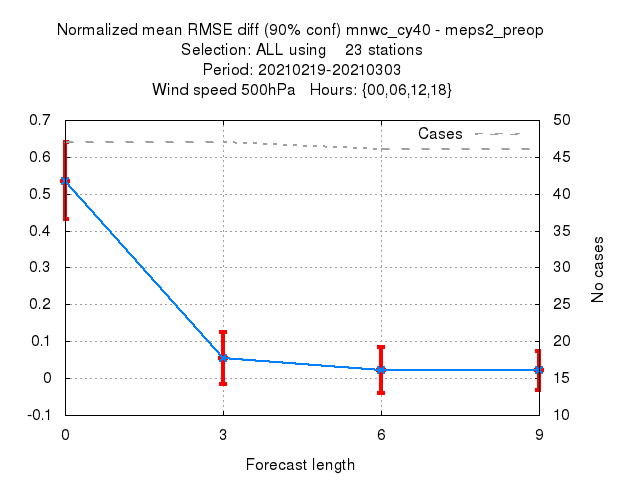 Normalized mean RMSE diff (90% conf) mnwc_cy40 - meps2_preop
Selection: ALL using    23 stations
Period: 20210219-20210303
Wind speed 500hPa   Hours: {00,06,12,18}
Cases
0.7
0.6
0.5
0.4
0.3
0.2
0.1
0
-0.1
50
45
40
35
30
25
20
15
10
No cases
0 3 6 9
Forecast length